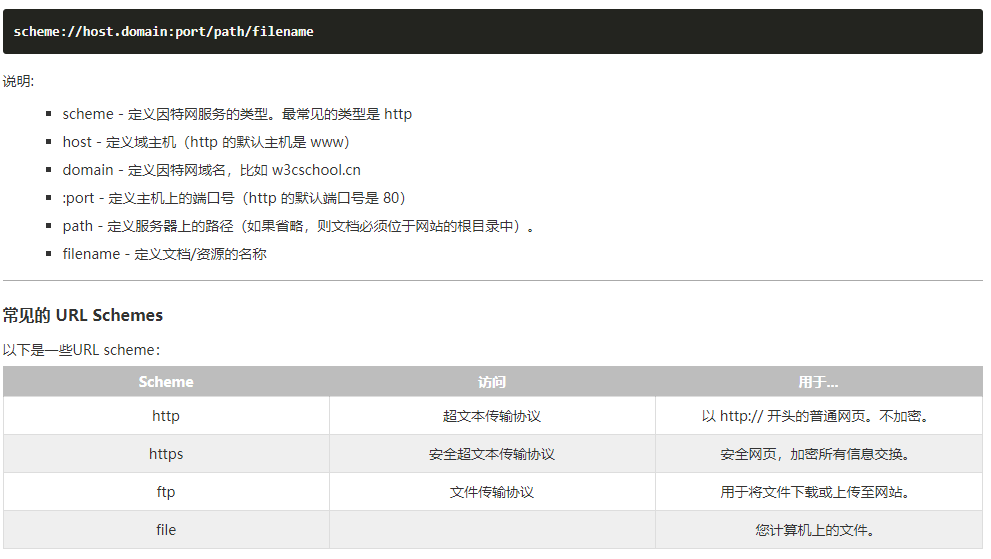 scheme://host.domain:port/path/filename
说明:
scheme - 定义因特网服务的类型。最常见的类型是 http
host - 定义域主机（http 的默认主机是 www）
domain - 定义因特网域名，比如 w3cschool.cn
:port - 定义主机上的端口号（http 的默认端口号是 80）
path - 定义服务器上的路径（如果省略，则文档必须位于网站的根目录中）。
filename - 定义文档/资源的名称
常见的 URL Schemes
以下是一些URL scheme：
Scheme 访问 用于...
http 超文本传输协议 以 http:// 开头的普通网页。不加密。
https 安全超文本传输协议 安全网页，加密所有信息交换。
ftp 文件传输协议 用于将文件下载或上传至网站。
file 您计算机上的文件。